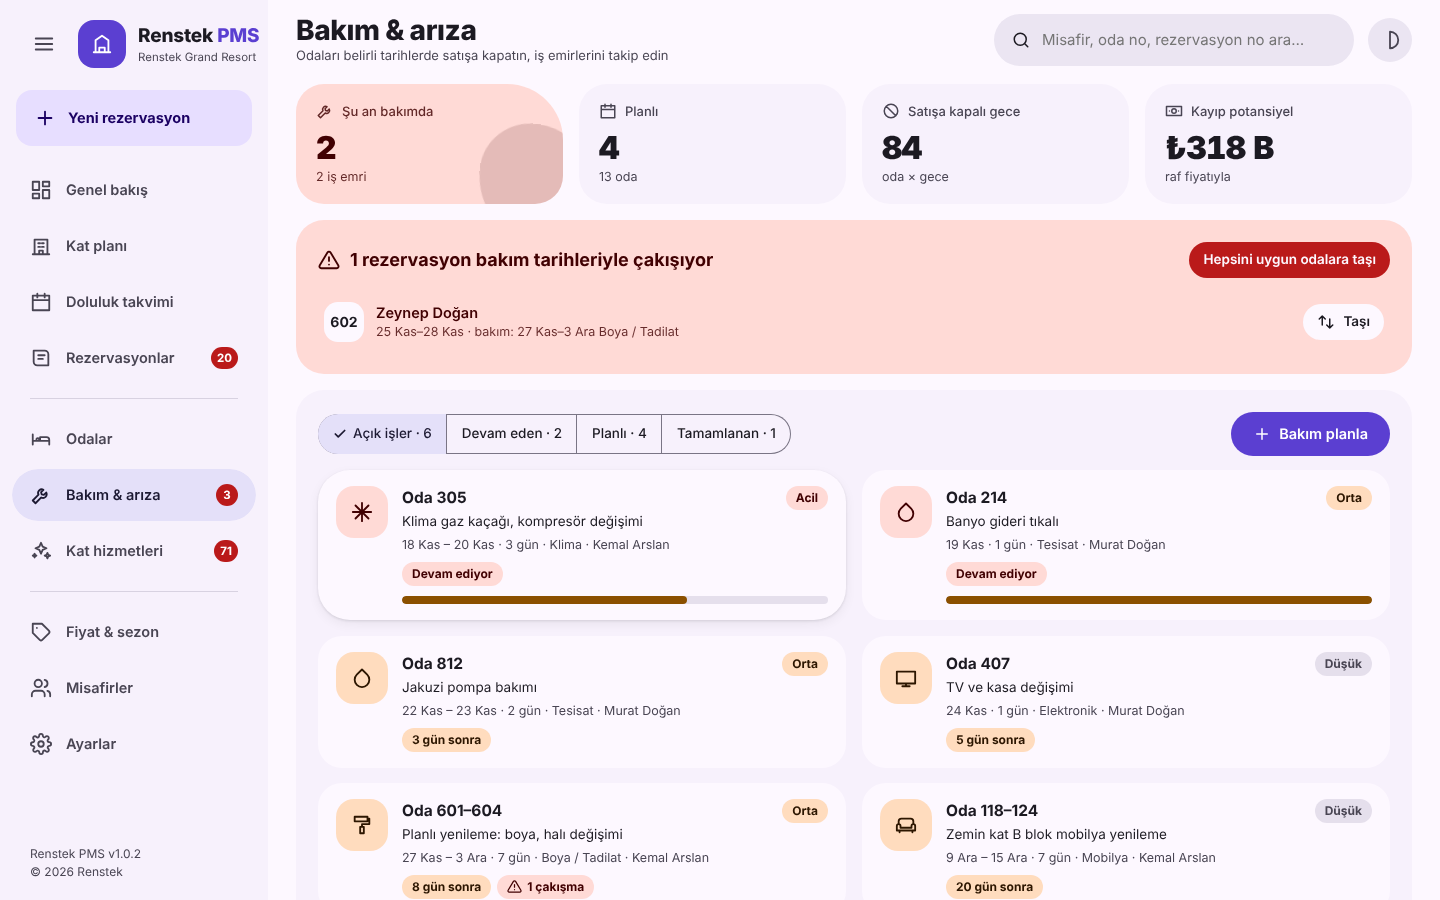 Renstek PMS
Renstek Grand Resort
Yeni rezervasyon
Genel bakış
Kat planı
Doluluk takvimi
Rezervasyonlar 20
Odalar
Bakım & arıza 3
Kat hizmetleri 71
Fiyat & sezon
Misafirler
Ayarlar
Renstek PMS v1.0.2
© 2026 Renstek
Bakım & arıza
Odaları belirli tarihlerde satışa kapatın, iş emirlerini takip edin
Misafir, oda no, rezervasyon no ara...
Şu an bakımda
2
2 iş emri
Planlı
4
13 oda
Satışa kapalı gece
84
oda × gece
Kayıp potansiyel
₺318 B
raf fiyatıyla
1 rezervasyon bakım tarihleriyle çakışıyor
Hepsini uygun odalara taşı
602
Zeynep Doğan
25 Kas–28 Kas · bakım: 27 Kas–3 Ara Boya / Tadilat
Taşı
Açık işler · 6
Devam eden · 2
Planlı · 4
Tamamlanan · 1
Bakım planla
Oda 305
Acil
Klima gaz kaçağı, kompresör değişimi
18 Kas – 20 Kas · 3 gün · Klima · Kemal Arslan
Devam ediyor
Oda 214
Orta
Banyo gideri tıkalı
19 Kas · 1 gün · Tesisat · Murat Doğan
Devam ediyor
Oda 812
Orta
Jakuzi pompa bakımı
22 Kas – 23 Kas · 2 gün · Tesisat · Murat Doğan
3 gün sonra
Oda 407
Düşük
TV ve kasa değişimi
24 Kas · 1 gün · Elektronik · Murat Doğan
5 gün sonra
Oda 601–604
Orta
Planlı yenileme: boya, halı değişimi
27 Kas – 3 Ara · 7 gün · Boya / Tadilat · Kemal Arslan
8 gün sonra
1 çakışma
Oda 118–124
Düşük
Zemin kat B blok mobilya yenileme
9 Ara – 15 Ara · 7 gün · Mobilya · Kemal Arslan
20 gün sonra